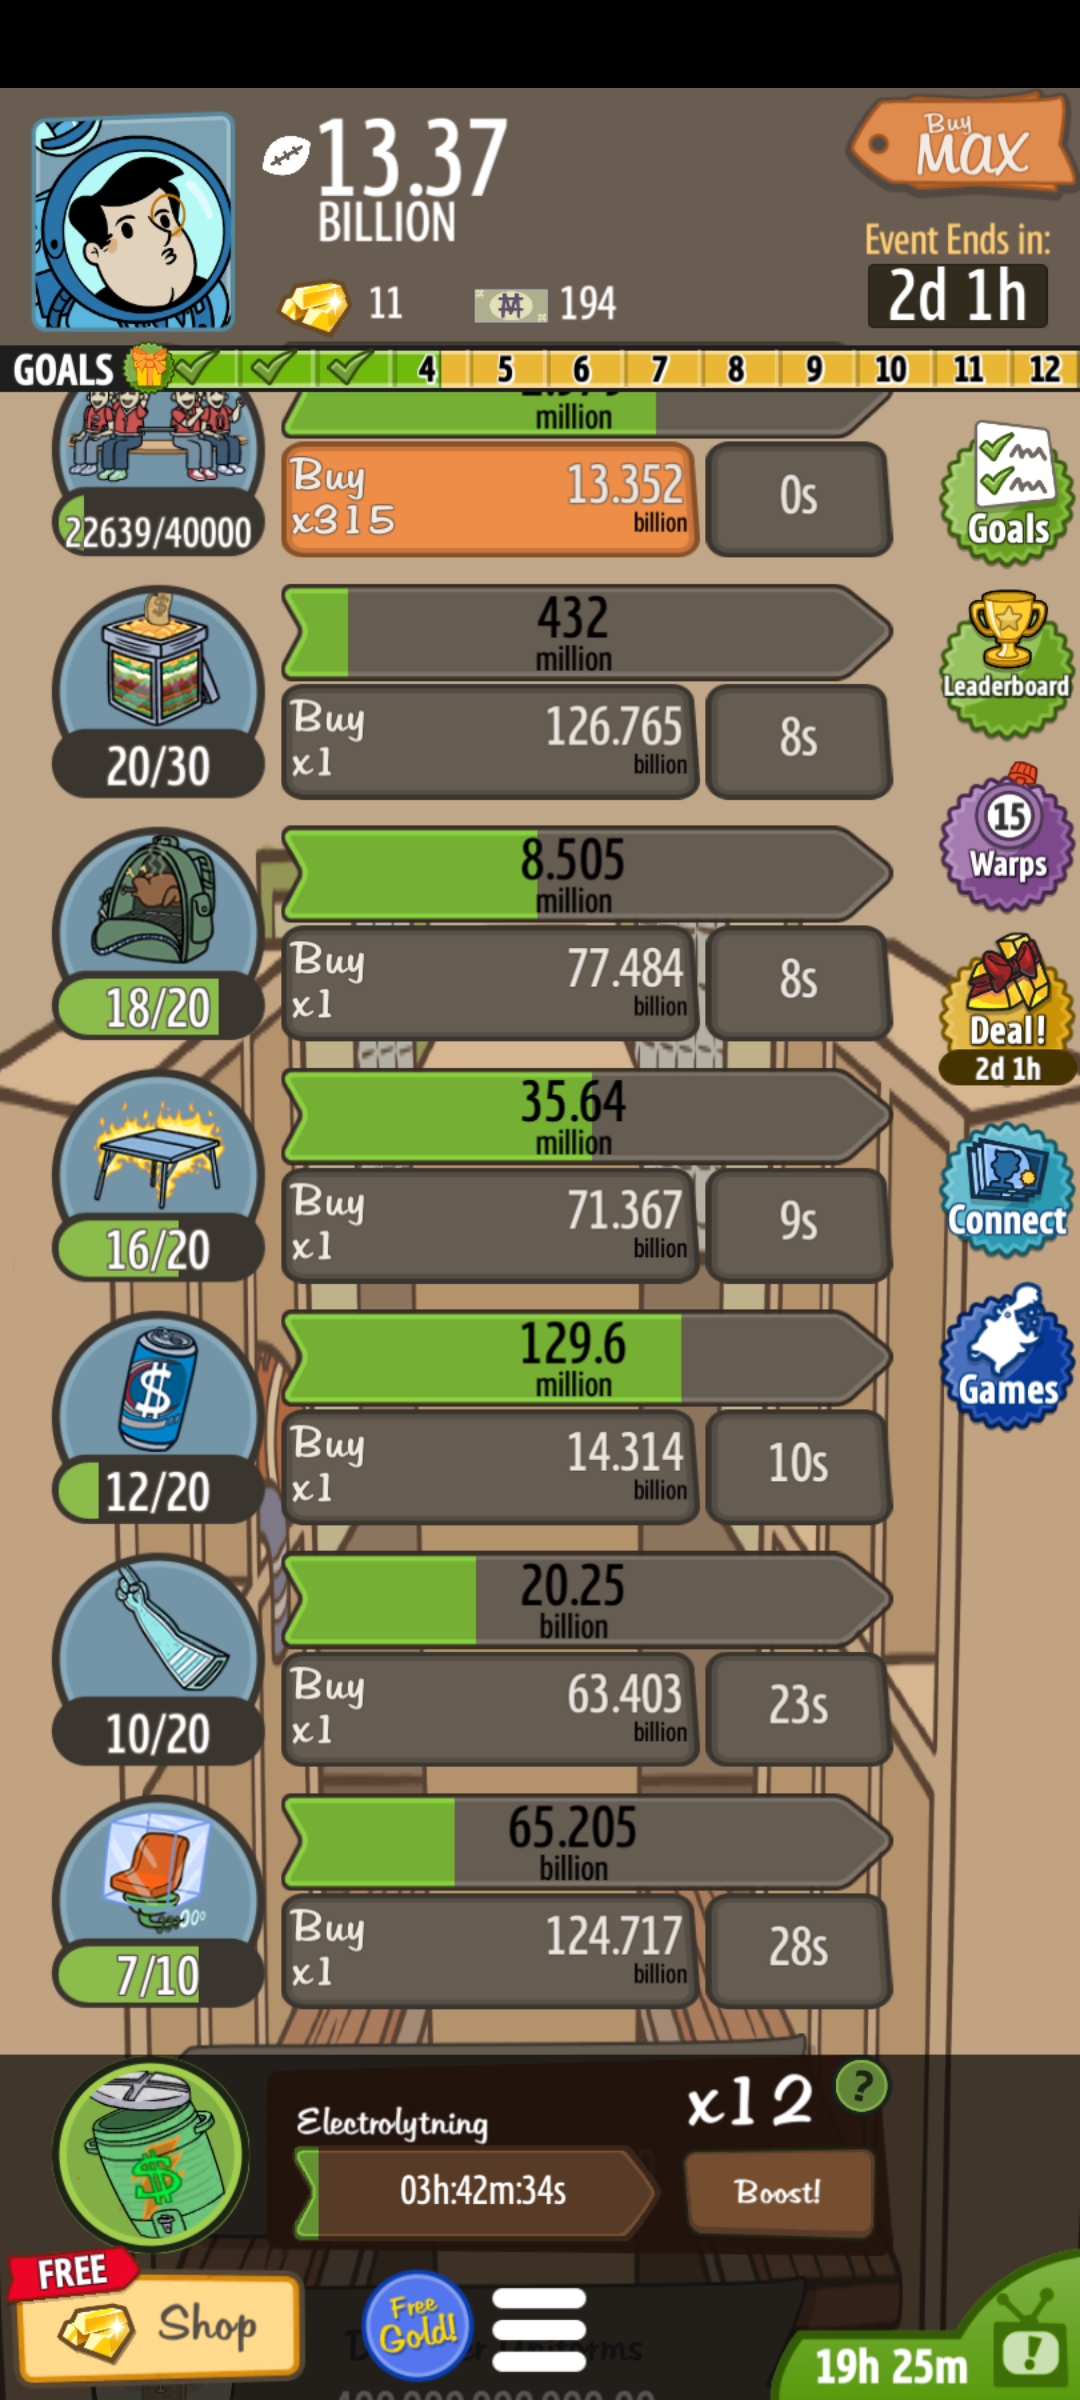 13.37
BILLION
Buy
MAX
Event Ends in:
2d 1h
11
194
GOALS
4
5
6
7
8
9
10
11
12
million
Buy
x315
13.352
billion
0s
22639/40000
Goals
432
million
Buy
x1
126.765
billion
8s
20/30
Leaderboard
8.505
million
Buy
x1
77.484
billion
8s
18/20
15
Warps
Deal!
2d 1h
35.64
million
Buy
x1
71.367
billion
9s
16/20
Connect
129.6
million
Buy
x1
14.314
billion
10s
12/20
Games
20.25
billion
Buy
x1
63.403
billion
23s
10/20
65.205
billion
Buy
x1
124.717
billion
28s
7/10
Electrolytning
03h:42m:34s
x12
?
Boost!
FREE
Shop
Free
Gold!
19h 25m